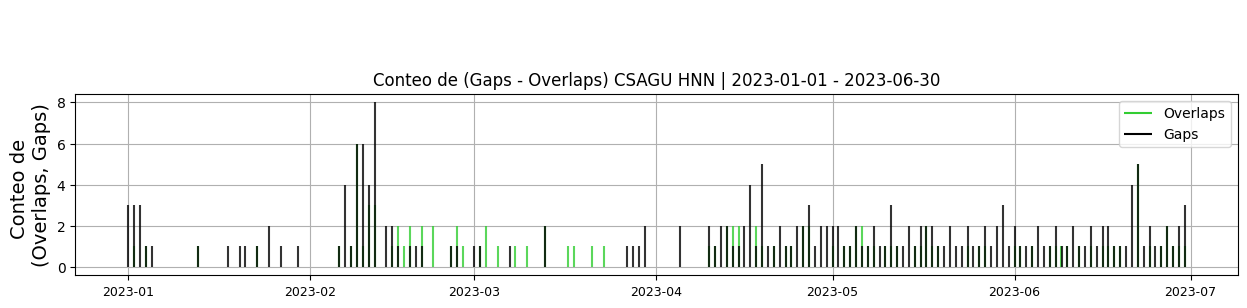 Conteo de (Gaps - Overlaps) CSAGU HNN | 2023-01-01 - 2023-06-30
Conteo de
(Overlaps, Gaps)
8
6
4
2
0
Overlaps
Gaps
2023-01
2023-02
2023-03
2023-04
2023-05
2023-06
2023-07